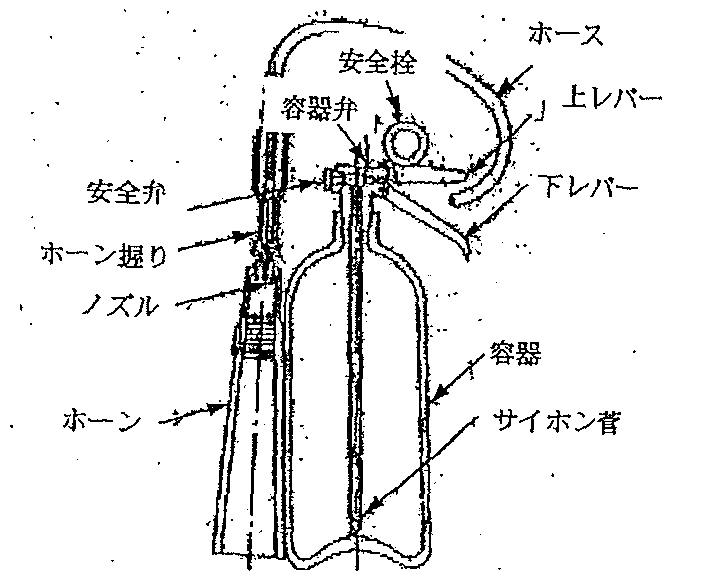 ホース
安全栓
上レバー
容器弁
安全弁
下レバー
ホーン握り
ノズル
容器
ホーン
サイホン菅